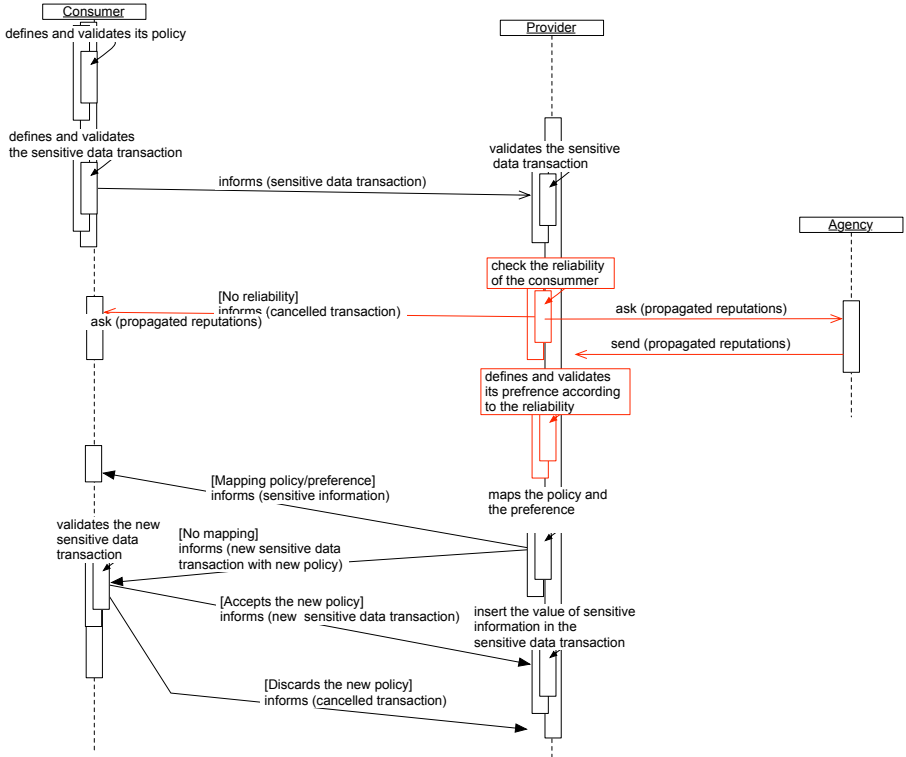 Consumer
defines and validates its policy
Provider
defines and validates
the sensitive data transaction
validates the sensitive
data transaction
informs (sensitive data transaction)
Agency
check the reliability
of the consummer
[No reliability]
informs (cancelled transaction)
ask (propagated reputations)
ask (propagated reputations)
send (propagated reputations)
defines and validates
its prefrence according
to the reliability
[Mapping policy/preference]
informs (sensitive information)
maps the policy and
the preference
validates the new
sensitive data
transaction
[No mapping]
informs (new sensitive data
transaction with new policy)
[Accepts the new policy]
informs (new sensitive data transaction)
insert the value of sensitive
information in the
sensitive data transaction
[Discards the new policy]
informs (cancelled transaction)